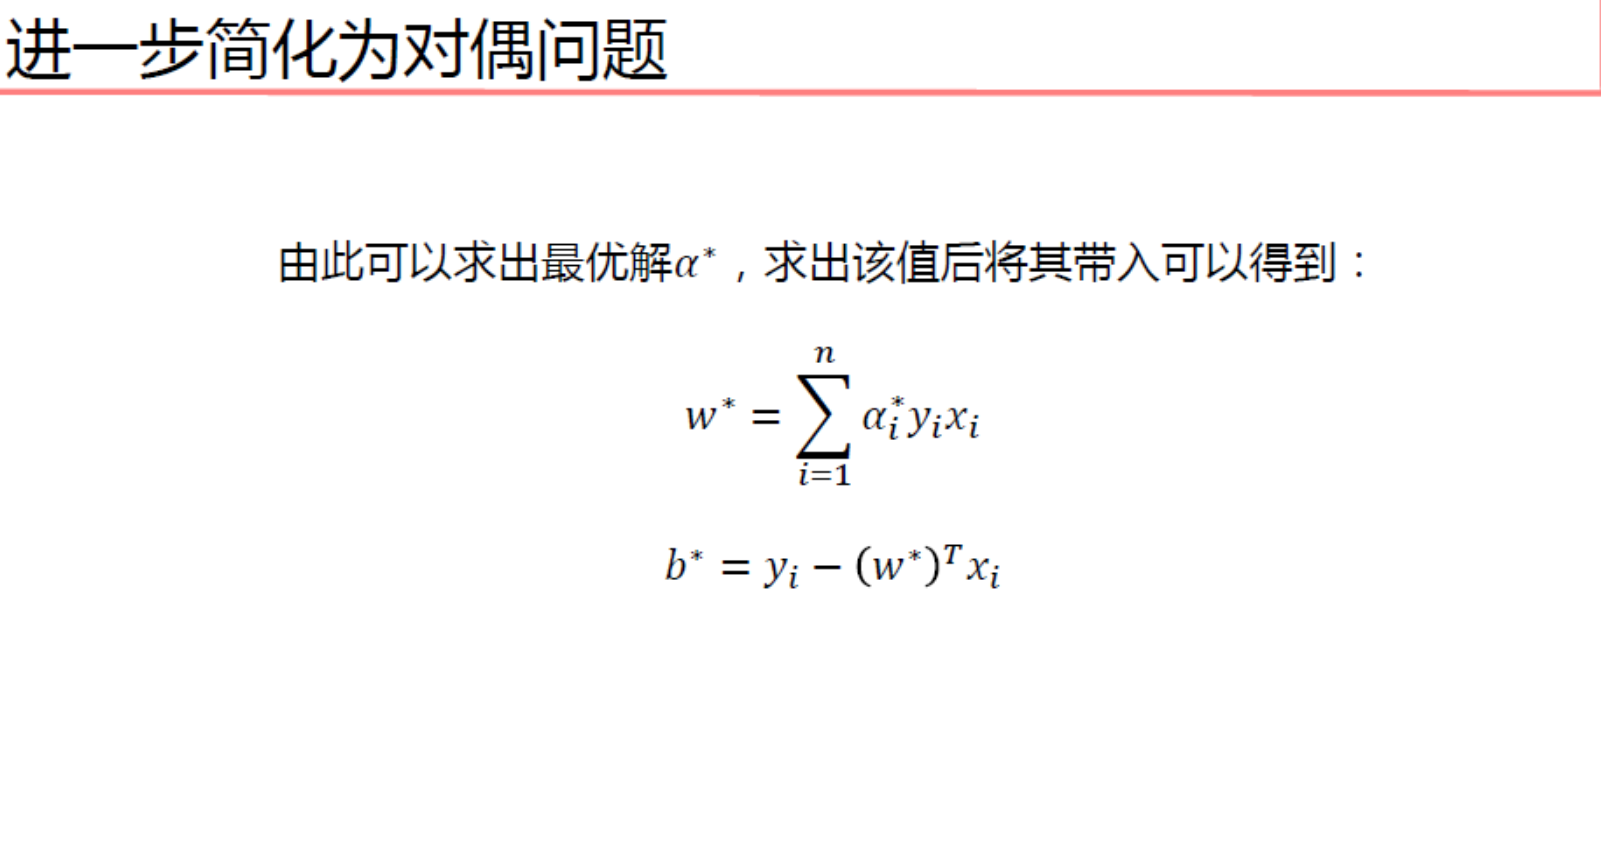 进一步简化为对偶问题
由此可以求出最优解α*，求出该值后将其带入可以得到：
w* = ∑_{i=1}^{n} α_i^* y_i x_i
b* = y_i − (w*)^T x_i